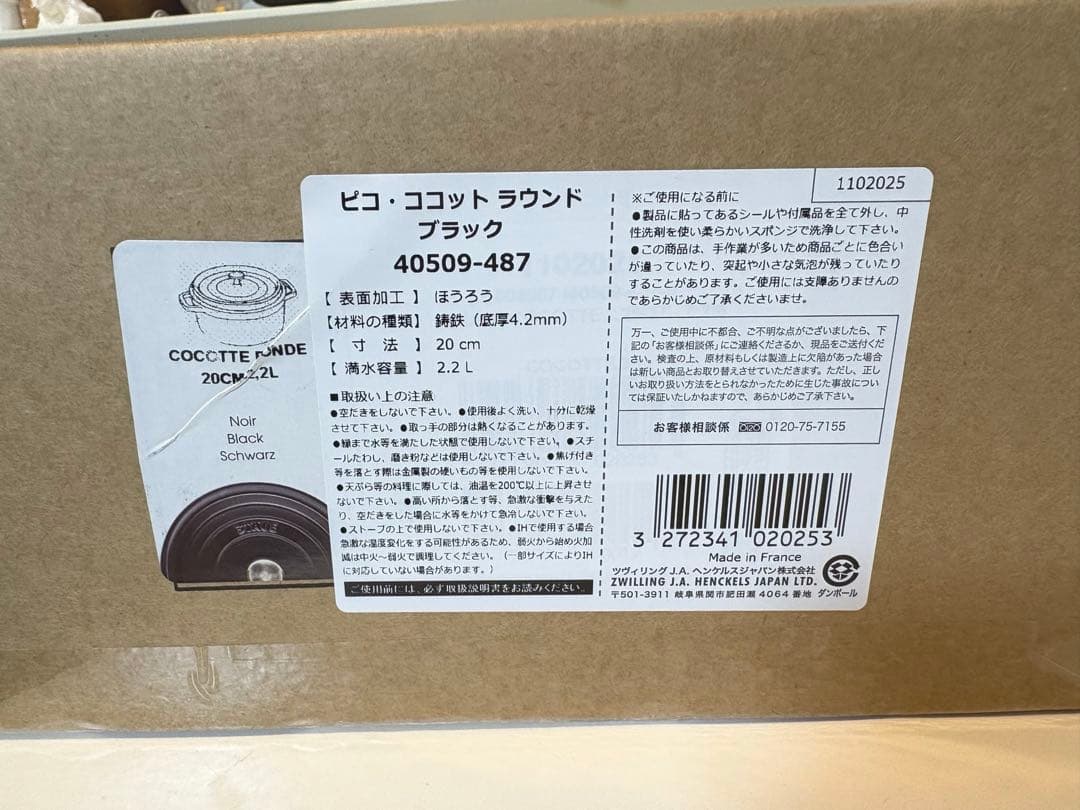 COCOTTE RONDE
20CM-2,2L
Noir
Black
Schwarz
STAUB
ピコ・ココット ラウンド
ブラック
40509-487
【 表面加工 】 ほうろう
【材料の種類】 鋳鉄（底厚4.2mm）
【 寸 法 】 20 cm
【 満水容量 】 2.2 L
■取扱い上の注意
●空だきをしないで下さい。●使用後よく洗い、十分に乾燥
させて下さい。●取っ手の部分は熱くなることがあります。
●縁まで水等を満たした状態で使用しないで下さい。●スチ
ールたわし、磨き粉などは使用しないで下さい。●焦げ付き
等を落とす際は金属製の硬いもの等を使用しないで下さい。
●天ぷら等の料理に際しては、油温を200℃以上に上昇させ
ないで下さい。●高い所から落とす等、急激な衝撃を与えた
り、空だきをした場合に水等をかけて急冷しないで下さい。
●ストーブの上で使用しないで下さい。●IHで使用する場合
急激な温度変化をする可能性があるため、弱火から始め火加
減は中火～弱火で調理してください。（一部サイズによりIH
に対応していない場合があります。）
ご使用前には、必ず取扱説明書をお読みください。
1102025
※ご使用になる前に
●製品に貼ってあるシールや付属品を全て外し、中
性洗剤を使い柔らかいスポンジで洗浄して下さい。
●この商品は、手作業が多いため商品ごとに色合い
が違っていたり、突起や小さな気泡が残っていたり
することがあります。ご使用には支障ありませんの
であらかじめご了承くださいませ。
万一、ご使用中に不都合、ご不明な点がございましたら、下
記の「お客様相談係」にご連絡くださるか、現品をご送付くだ
さい。検査の上、原材料もしくは製造上に欠陥があった場合
は新しい商品とお取り替えさせていただきます。ただし、正し
いお取り扱い方法をとられなかったために生じた事故につい
ては保証いたしかねますので、あらかじめご了承下さい。
お客様相談係 0120-75-7155
3 272341 020253
Made in France
ツヴィリング J.A. ヘンケルスジャパン株式会社
ZWILLING J.A. HENCKELS JAPAN LTD.
〒501-3911 岐阜県関市肥田瀬 4064 番地
ダンボール